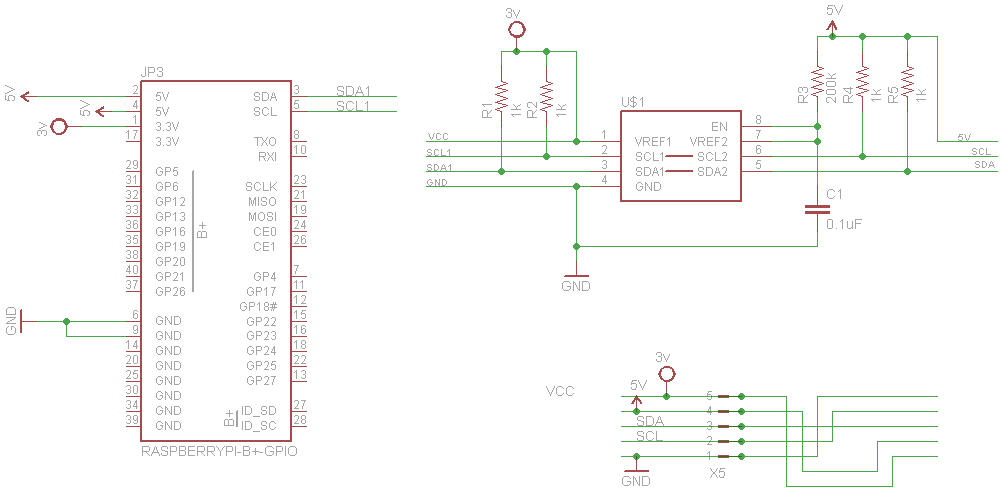 JP3
5V 2 5V SDA 3 SDA1
5V 4 5V SCL 5 SCL1
3v 1 3.3V
17 3.3V TXO 8
RXI 10
29 GP5
31 GP6 SCLK 23
32 GP12 MISO 21
33 GP13 MOSI 19
36 GP16 CE0 24
35 GP19 CE1 26
38 GP20
40 GP21 GP4 7
37 GP26 GP17 11
B+
GP18# 12
GND 6 GND GP22 15
9 GND GP23 16
14 GND GP24 18
20 GND GP25 22
25 GND GP27 13
30 GND
34 GND ID_SD 27
39 GND ID_SC 28
B+
RASPBERRYPI-B+-GPIO
3v
5V
R1 1k R2 1k
R3 200k R4 1k R5 1k
U$1
EN 8
VCC 1 VREF1 VREF2 7 5V
SCL1 2 SCL1 SCL2 6 SCL
SDA1 3 SDA1 SDA2 5 SDA
GND 4 GND
C1
0.1uF
GND
3v
VCC 5V 5
4
SDA 3
SCL 2
1
GND X5